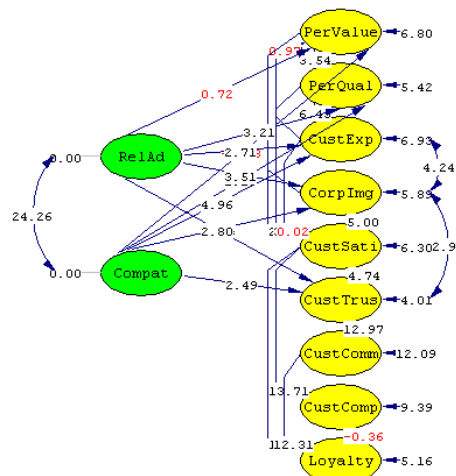 PerValue
6.80
0.97
3.54
PerQual
5.42
0.72
6.43
3.21
CustExp
6.93
2.71
4.24
0.00
RelAd
3.51
CorpImg
5.89
4.96
24.26
5.00
2.80
0.02
CustSati
6.30
2.9
0.00
Compat
4.74
2.49
CustTrus
4.01
12.97
CustComm
12.09
13.71
CustComp
9.39
-0.36
12.31
Loyalty
5.16